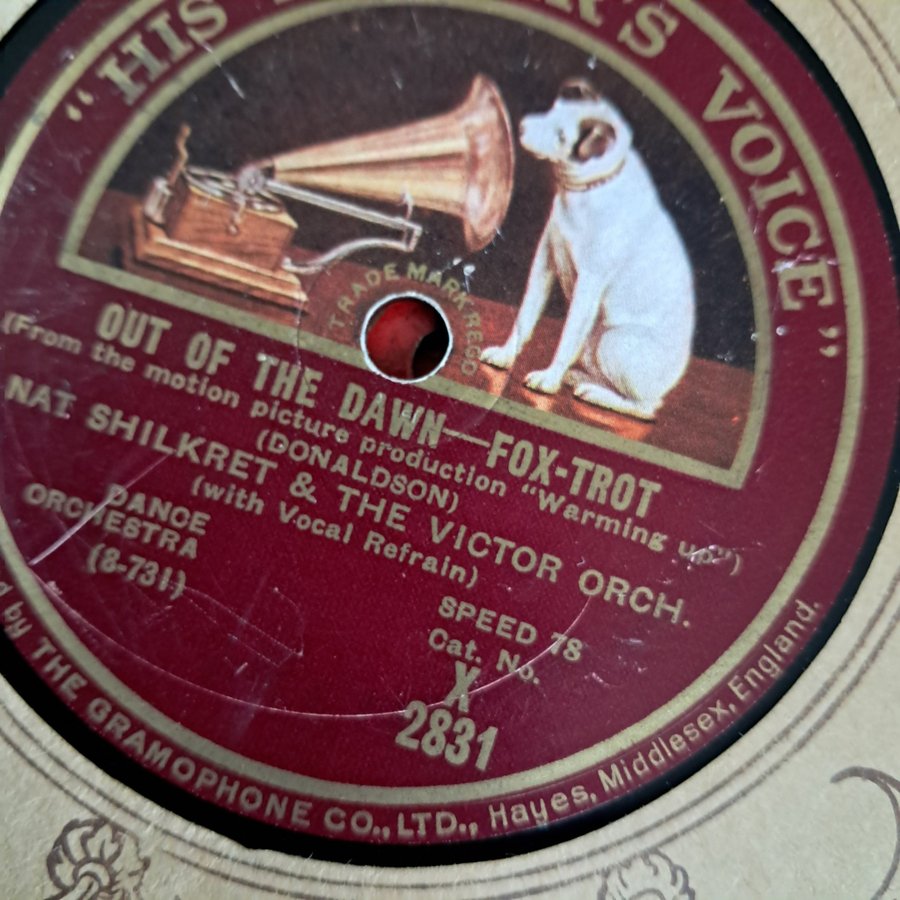 "HIS 'S VOICE"
TRADE MARK REGD
OUT OF THE DAWN—FOX-TROT
(From the motion picture production "Warming up")
(DONALDSON)
NAT SHILKRET & THE VICTOR ORCH.
(with Vocal Refrain)
DANCE
ORCHESTRA
(8-731)
SPEED 78
Cat. No.
X
2831
by THE GRAMOPHONE CO., LTD., Hayes, Middlesex, England.